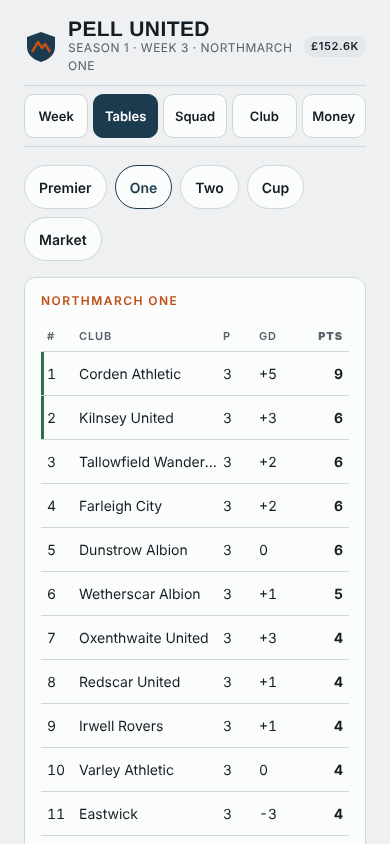 PELL UNITED
SEASON 1 · WEEK 3 · NORTHMARCH
ONE
£152.6K
Week Tables Squad Club Money
Premier One Two Cup
Market
NORTHMARCH ONE
# CLUB P GD PTS
1 Corden Athletic 3 +5 9
2 Kilnsey United 3 +3 6
3 Tallowfield Wander... 3 +2 6
4 Farleigh City 3 +2 6
5 Dunstrow Albion 3 0 6
6 Wetherscar Albion 3 +1 5
7 Oxenthwaite United 3 +3 4
8 Redscar United 3 +1 4
9 Irwell Rovers 3 +1 4
10 Varley Athletic 3 0 4
11 Eastwick 3 -3 4